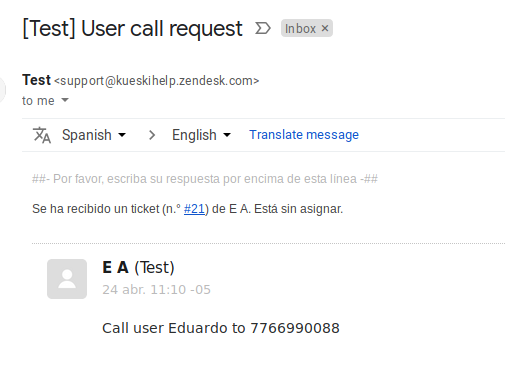 [Test] User call request Inbox ×
Test <support@kueskihelp.zendesk.com>
to me
Spanish > English Translate message
##- Por favor, escriba su respuesta por encima de esta línea -##
Se ha recibido un ticket (n.° #21) de E A. Está sin asignar.
E A (Test)
24 abr. 11:10 -05
Call user Eduardo to 7766990088